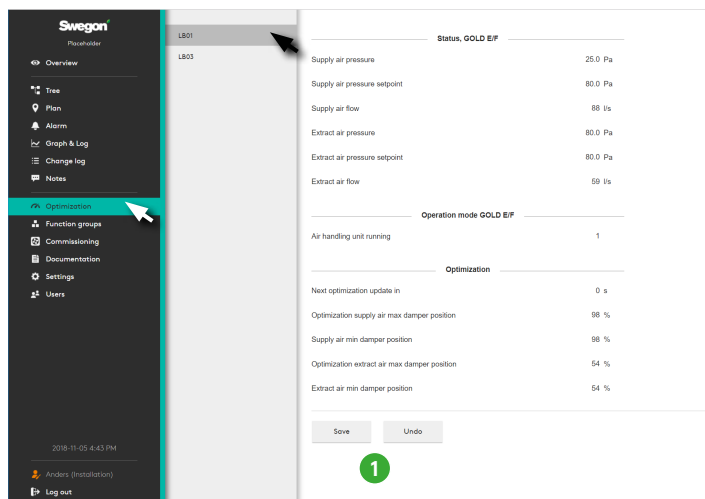 Swegon
Placeholder
Overview
Tree
Plan
Alarm
Graph & Log
Change log
Notes
Optimization
Function groups
Commissioning
Documentation
Settings
Users
2018-11-05 4:43 PM
Anders (Installation)
Log out
LB01
LB03
Status, GOLD E/F
Supply air pressure 25.0 Pa
Supply air pressure setpoint 80.0 Pa
Supply air flow 88 l/s
Extract air pressure 80.0 Pa
Extract air pressure setpoint 80.0 Pa
Extract air flow 59 l/s
Operation mode GOLD E/F
Air handling unit running 1
Optimization
Next optimization update in 0 s
Optimization supply air max damper position 98 %
Supply air min damper position 98 %
Optimization extract air max damper position 54 %
Extract air min damper position 54 %
Save Undo
1